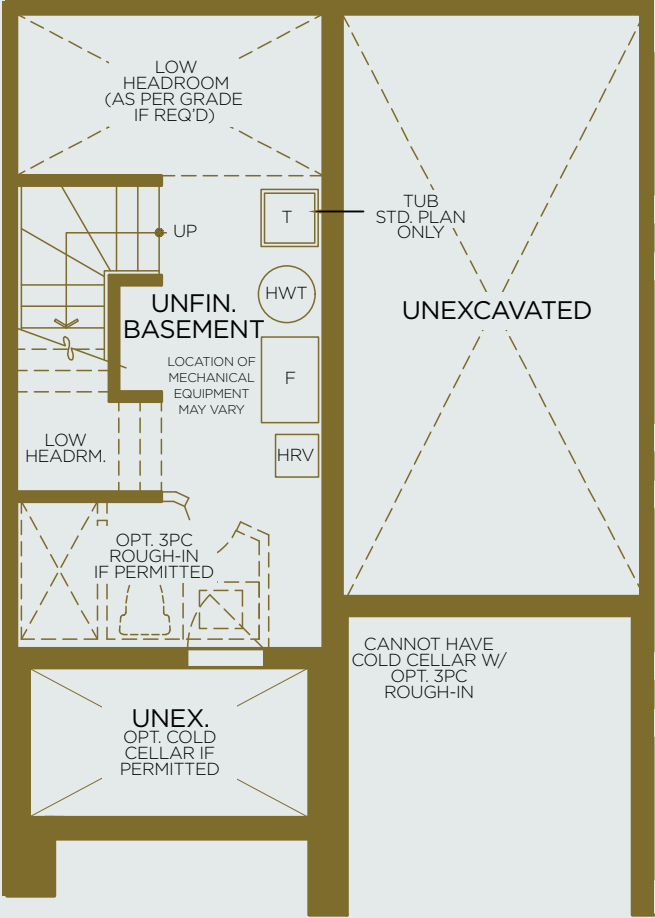 LOW
HEADROOM
(AS PER GRADE
IF REQ'D)
TUB
STD. PLAN
ONLY
T
UP
HWT
UNFIN.
BASEMENT
UNEXCAVATED
LOCATION OF
MECHANICAL
EQUIPMENT
MAY VARY
F
LOW
HEADRM.
HRV
OPT. 3PC
ROUGH-IN
IF PERMITTED
CANNOT HAVE
COLD CELLAR W/
OPT. 3PC
ROUGH-IN
UNEX.
OPT. COLD
CELLAR IF
PERMITTED